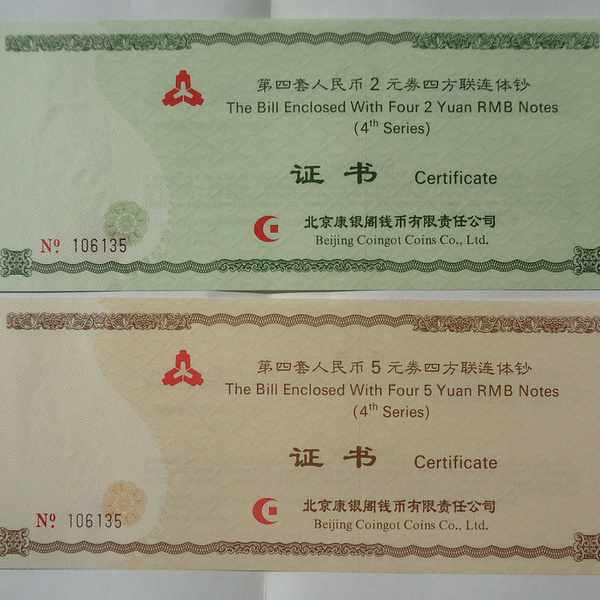 第四套人民币2元券四方联连体钞
The Bill Enclosed With Four 2 Yuan RMB Notes
(4th Series)
证书 Certificate
北京康银阁钱币有限责任公司
Beijing Coingot Coins Co., Ltd.
Nº 106135
第四套人民币5元券四方联连体钞
The Bill Enclosed With Four 5 Yuan RMB Notes
(4th Series)
证书 Certificate
北京康银阁钱币有限责任公司
Beijing Coingot Coins Co., Ltd.
Nº 106135